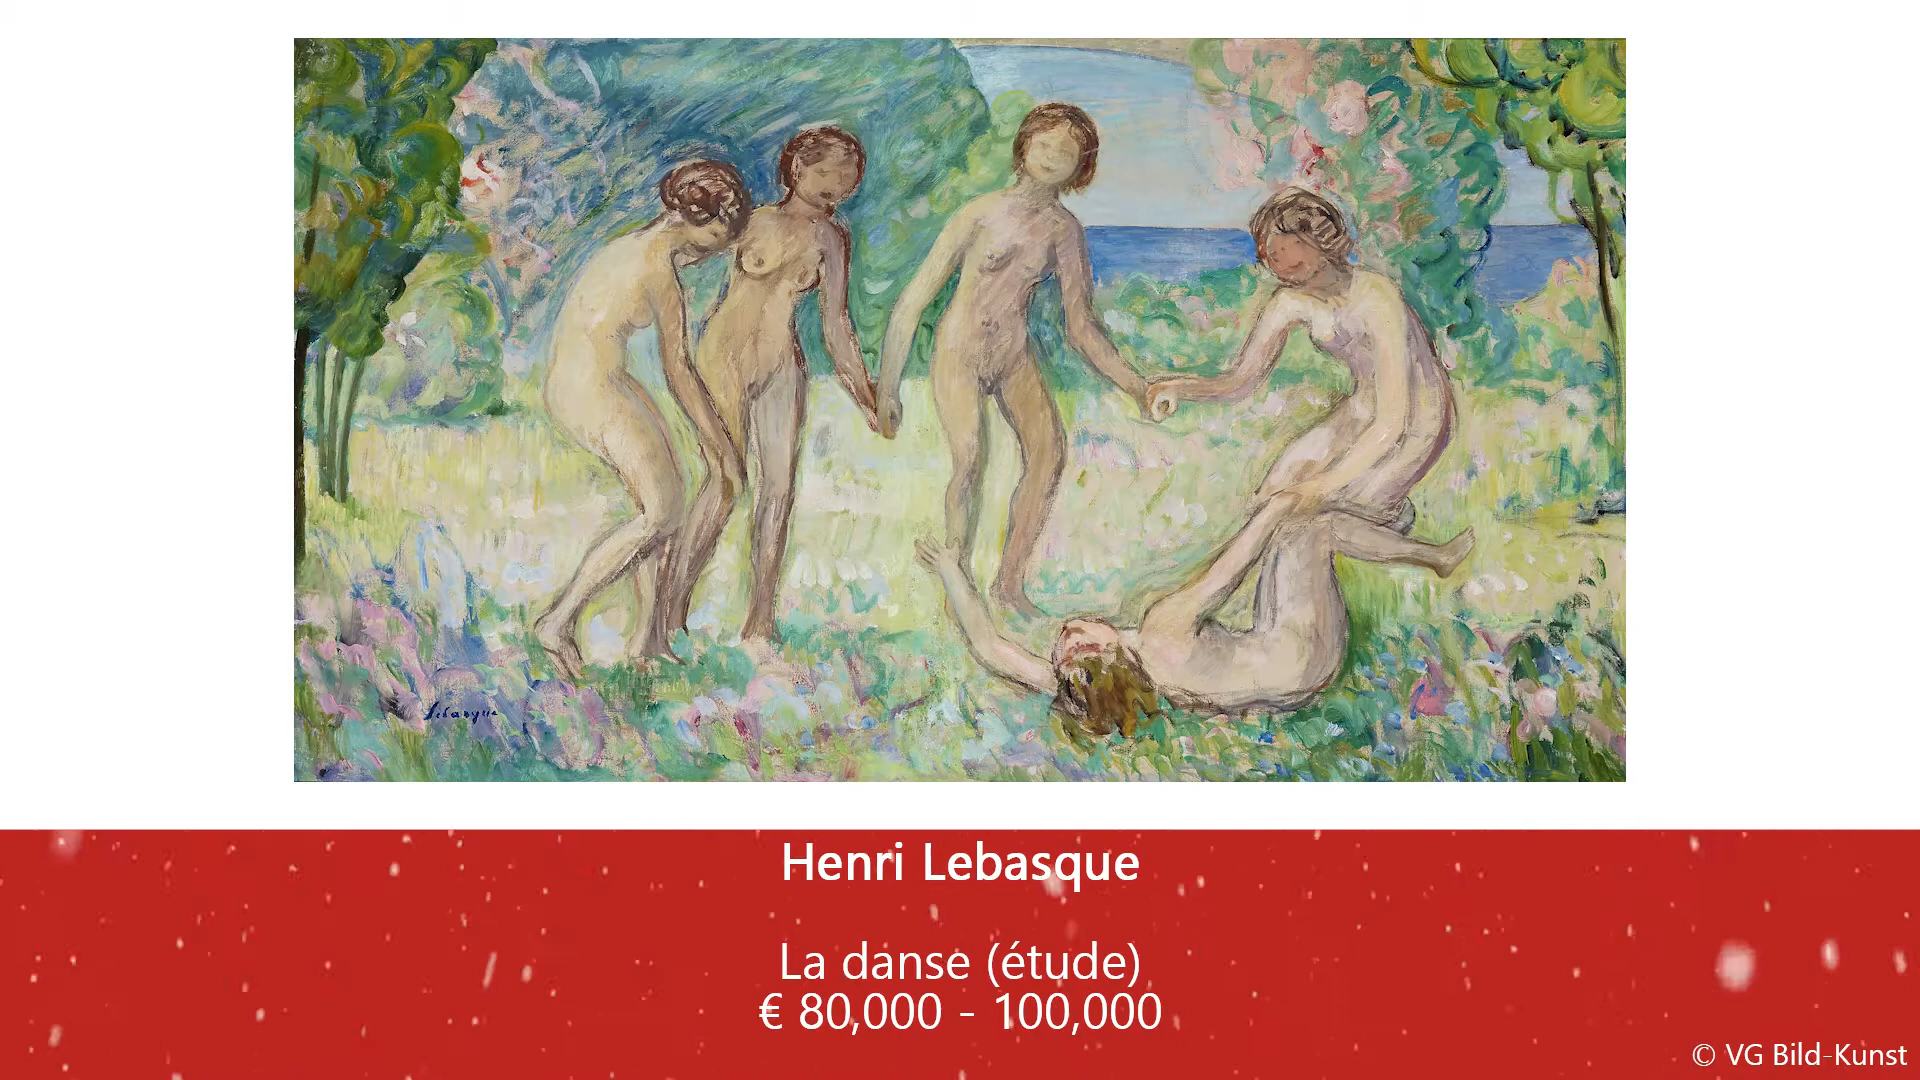 Lebasque
Henri Lebasque
La danse (étude)
€ 80,000 - 100,000
© VG Bild-Kunst